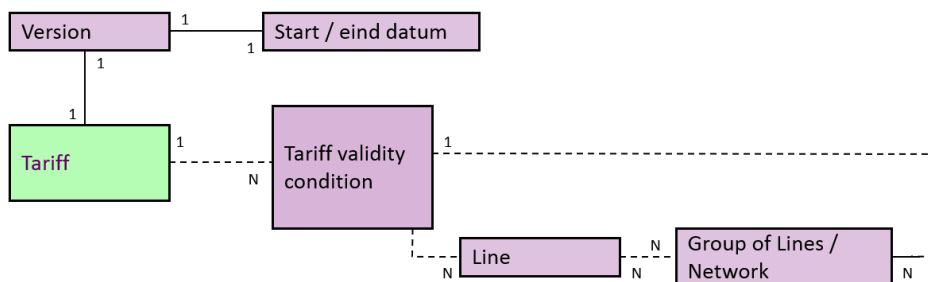 Version
1
1
Start / eind datum
1
1
Tariff
1
N
Tariff validity
condition
1
N
Line
N
N
Group of Lines /
Network
N